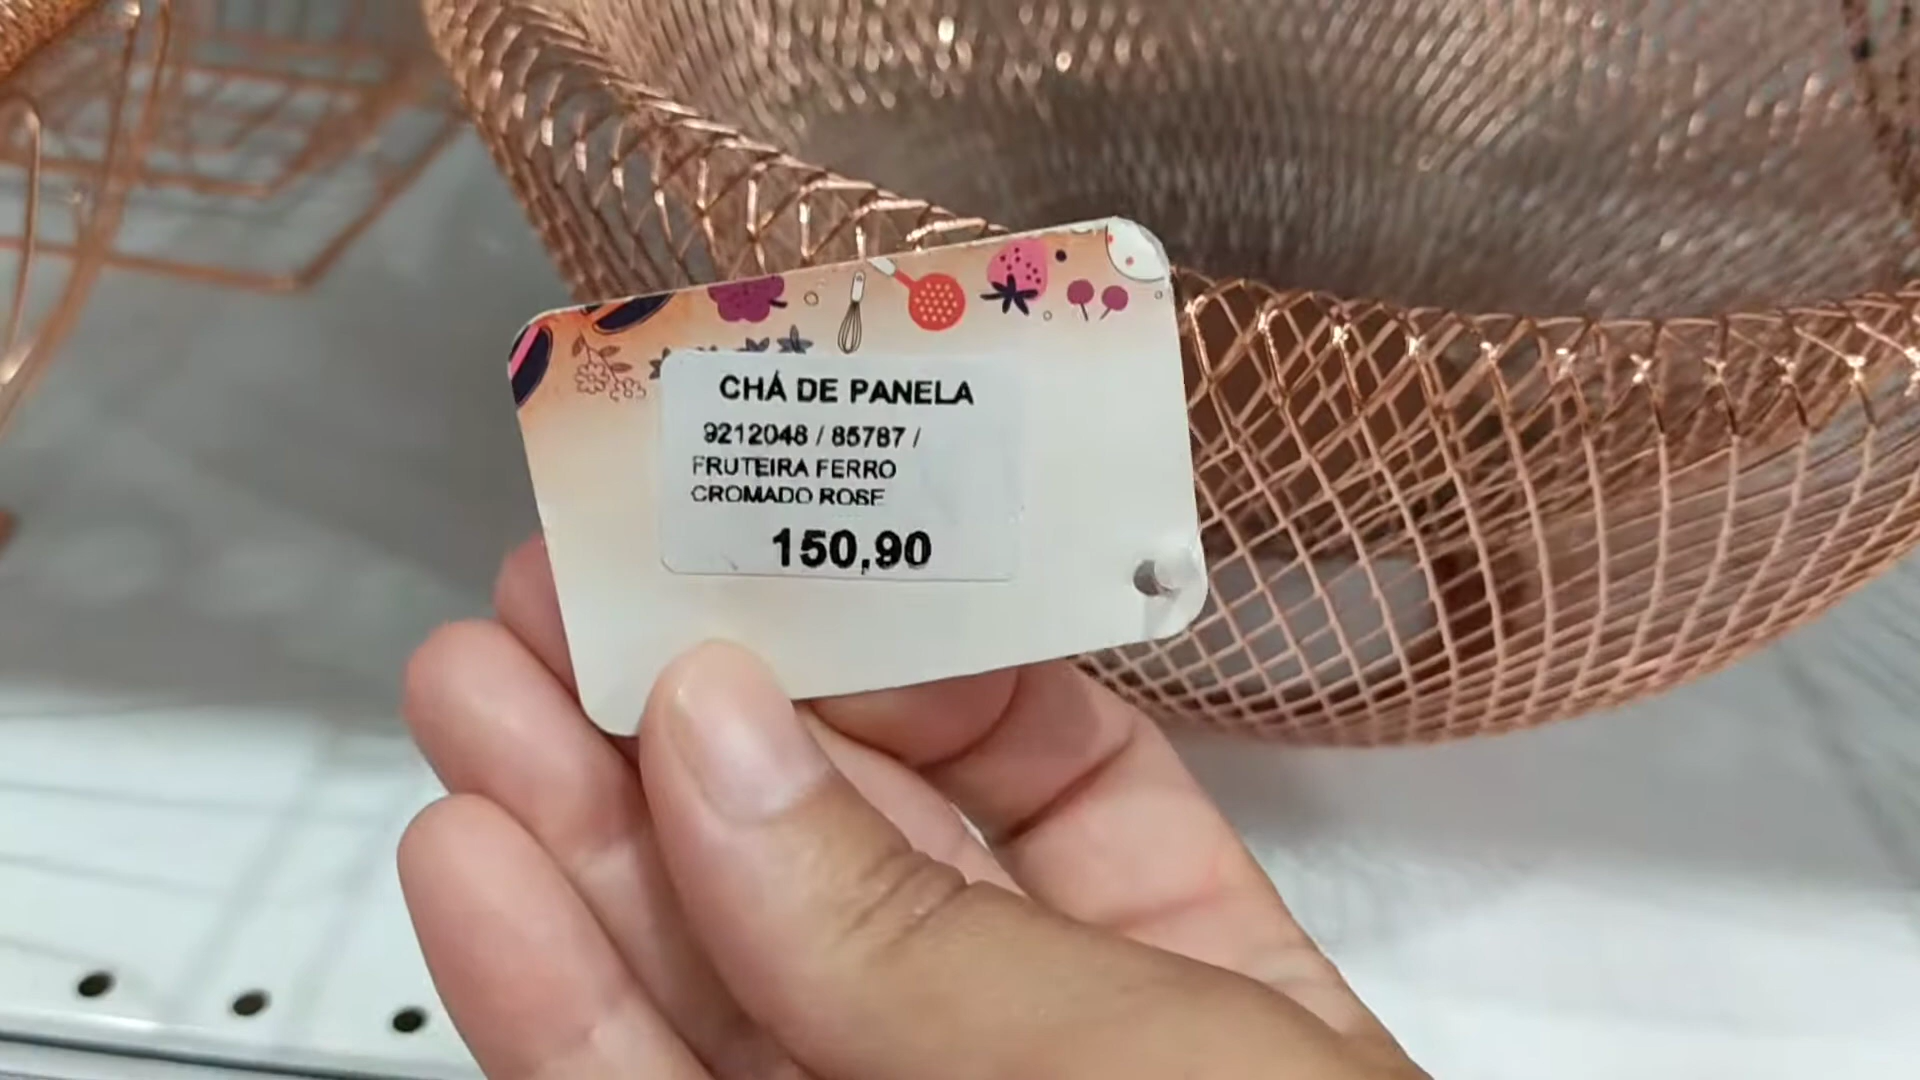 CHÁ DE PANELA
9212048 / 85787 /
FRUTEIRA FERRO
CROMADO ROSE
150,90